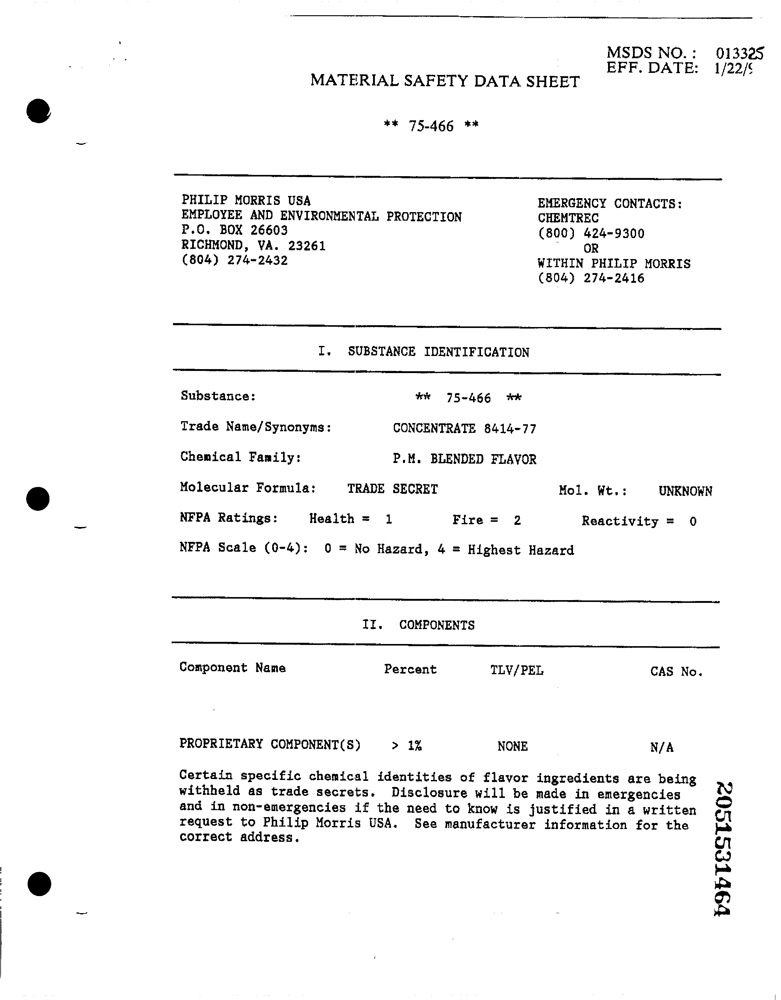 MSDS NO. : 013325
EFF. DATE: 1/22/
MATERIAL SAFETY DATA SHEET
** 75-466 **
PHILIP MORRIS USA
EMPLOYEE AND ENVIRONMENTAL PROTECTION
P.O. BOX 26603
RICHMOND, VA. 23261
(804) 274-2432
EMERGENCY CONTACTS:
CHEMTREC
(800) 424-9300
OR
WITHIN PHILIP MORRIS
(804) 274-2416
I. SUBSTANCE IDENTIFICATION
Substance: ** 75-466 **
Trade Name/Synonyms: CONCENTRATE 8414-77
Chemical Family: P.M. BLENDED FLAVOR
Molecular Formula: TRADE SECRET Mol. Wt.: UNKNOWN
NFPA Ratings: Health = 1 Fire = 2 Reactivity = 0
NFPA Scale (0-4): 0 = No Hazard, 4 = Highest Hazard
II. COMPONENTS
Component Name Percent TLV/PEL CAS No.
PROPRIETARY COMPONENT(S) > 1% NONE N/A
Certain specific chemical identities of flavor ingredients are being
withheld as trade secrets. Disclosure will be made in emergencies
and in non-emergencies if the need to know is justified in a written
request to Philip Morris USA. See manufacturer information for the
correct address.
2051531464